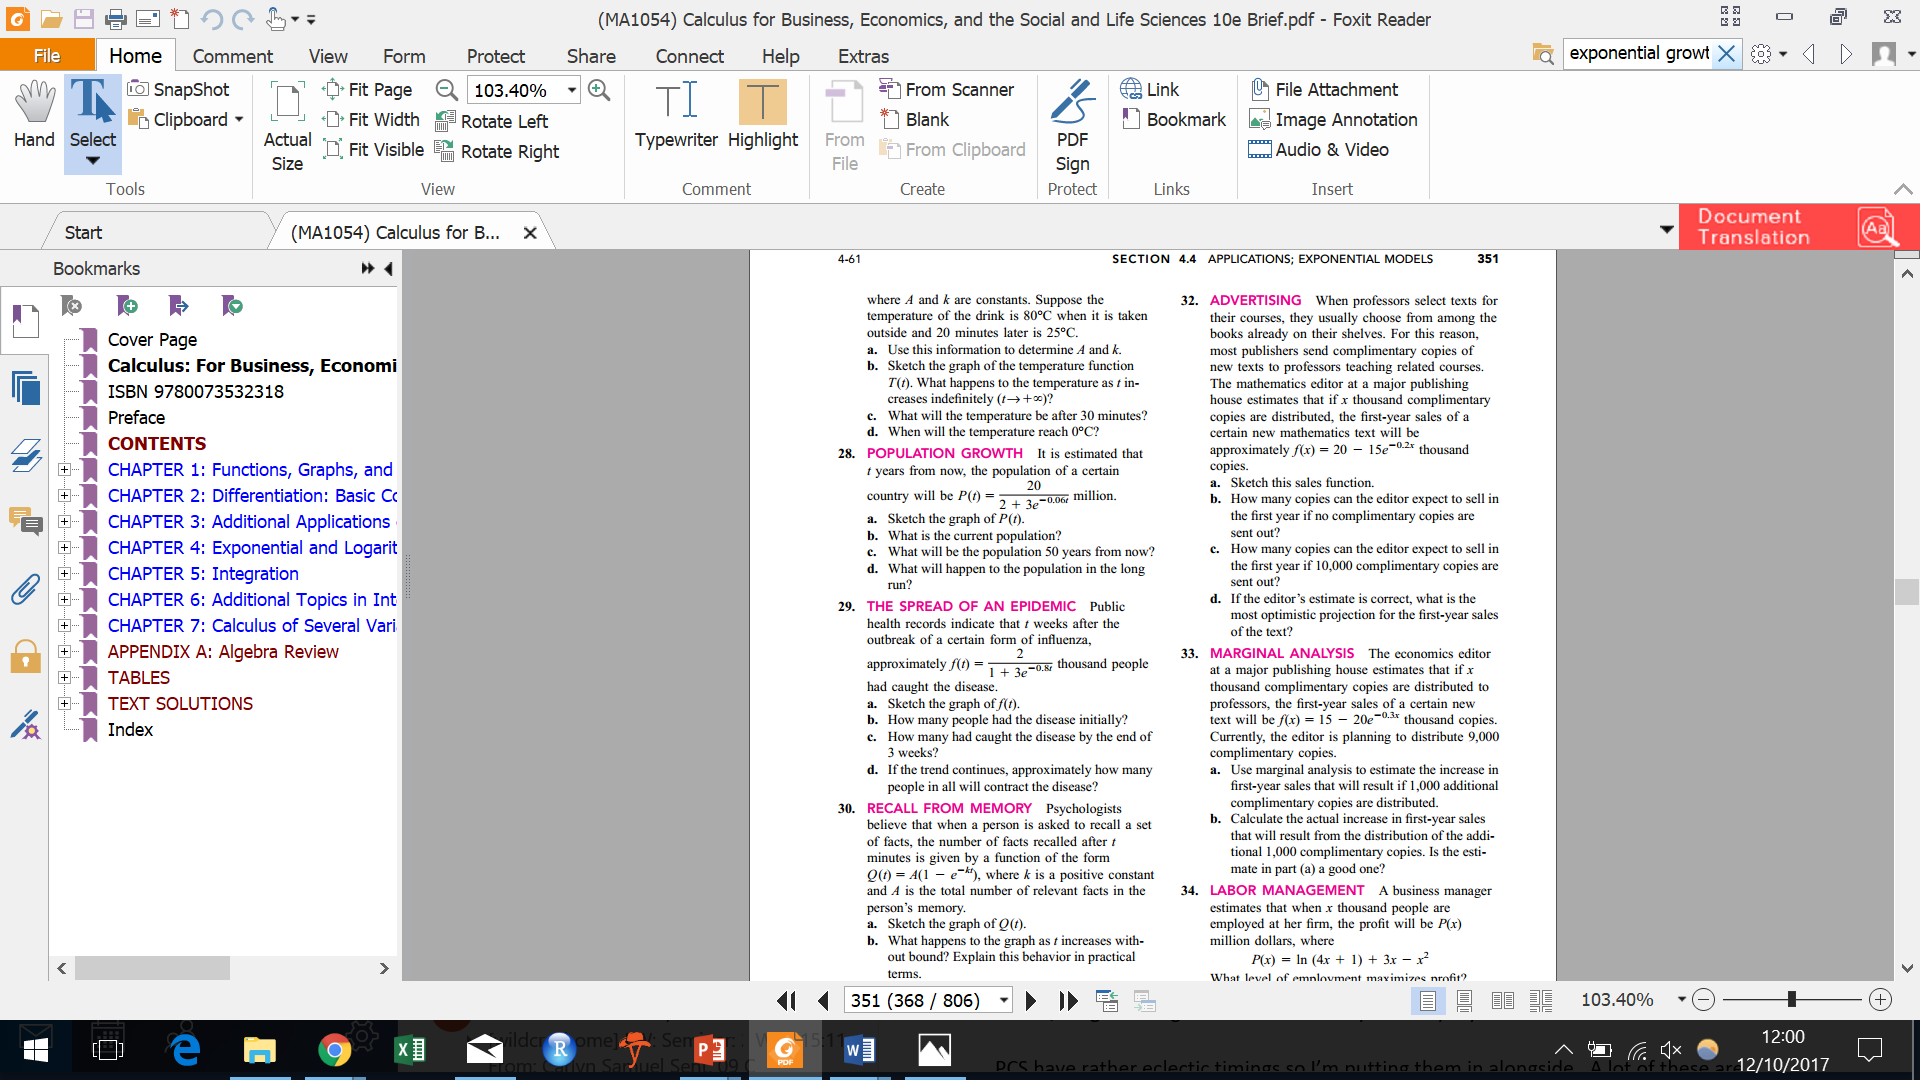 (MA1054) Calculus for Business, Economics, and the Social and Life Sciences 10e Brief.pdf - Foxit Reader
File Home Comment View Form Protect Share Connect Help Extras
exponential growt
Hand
Select
SnapShot
Clipboard
Tools
Actual
Size
Fit Page
Fit Width
Fit Visible
103.40%
Rotate Left
Rotate Right
View
Typewriter
Highlight
Comment
From
File
From Scanner
Blank
From Clipboard
Create
PDF
Sign
Protect
Link
Bookmark
Links
File Attachment
Image Annotation
Audio & Video
Insert
Start
(MA1054) Calculus for B...
Document
Translation
Bookmarks
Cover Page
Calculus: For Business, Economi
ISBN 9780073532318
Preface
CONTENTS
CHAPTER 1: Functions, Graphs, and
CHAPTER 2: Differentiation: Basic Co
CHAPTER 3: Additional Applications
CHAPTER 4: Exponential and Logarit
CHAPTER 5: Integration
CHAPTER 6: Additional Topics in Int
CHAPTER 7: Calculus of Several Vari
APPENDIX A: Algebra Review
TABLES
TEXT SOLUTIONS
Index
4-61 SECTION 4.4 APPLICATIONS; EXPONENTIAL MODELS 351
where A and k are constants. Suppose the
temperature of the drink is 80°C when it is taken
outside and 20 minutes later is 25°C.
a. Use this information to determine A and k.
b. Sketch the graph of the temperature function
T(t). What happens to the temperature as t in-
creases indefinitely (t→+∞)?
c. What will the temperature be after 30 minutes?
d. When will the temperature reach 0°C?
28. POPULATION GROWTH It is estimated that
t years from now, the population of a certain
country will be P(t) = 20 / (2 + 3e^−0.06t) million.
a. Sketch the graph of P(t).
b. What is the current population?
c. What will be the population 50 years from now?
d. What will happen to the population in the long
run?
29. THE SPREAD OF AN EPIDEMIC Public
health records indicate that t weeks after the
outbreak of a certain form of influenza,
approximately f(t) = 2 / (1 + 3e^−0.8t) thousand people
had caught the disease.
a. Sketch the graph of f(t).
b. How many people had the disease initially?
c. How many had caught the disease by the end of
3 weeks?
d. If the trend continues, approximately how many
people in all will contract the disease?
30. RECALL FROM MEMORY Psychologists
believe that when a person is asked to recall a set
of facts, the number of facts recalled after t
minutes is given by a function of the form
Q(t) = A(1 − e^−kt), where k is a positive constant
and A is the total number of relevant facts in the
person's memory.
a. Sketch the graph of Q(t).
b. What happens to the graph as t increases with-
out bound? Explain this behavior in practical
terms.
32. ADVERTISING When professors select texts for
their courses, they usually choose from among the
books already on their shelves. For this reason,
most publishers send complimentary copies of
new texts to professors teaching related courses.
The mathematics editor at a major publishing
house estimates that if x thousand complimentary
copies are distributed, the first-year sales of a
certain new mathematics text will be
approximately f(x) = 20 − 15e^−0.2x thousand
copies.
a. Sketch this sales function.
b. How many copies can the editor expect to sell in
the first year if no complimentary copies are
sent out?
c. How many copies can the editor expect to sell in
the first year if 10,000 complimentary copies are
sent out?
d. If the editor's estimate is correct, what is the
most optimistic projection for the first-year sales
of the text?
33. MARGINAL ANALYSIS The economics editor
at a major publishing house estimates that if x
thousand complimentary copies are distributed to
professors, the first-year sales of a certain new
text will be f(x) = 15 − 20e^−0.3x thousand copies.
Currently, the editor is planning to distribute 9,000
complimentary copies.
a. Use marginal analysis to estimate the increase in
first-year sales that will result if 1,000 additional
complimentary copies are distributed.
b. Calculate the actual increase in first-year sales
that will result from the distribution of the addi-
tional 1,000 complimentary copies. Is the esti-
mate in part (a) a good one?
34. LABOR MANAGEMENT A business manager
estimates that when x thousand people are
employed at her firm, the profit will be P(x)
million dollars, where
P(x) = ln (4x + 1) + 3x − x²
What level of employment maximizes profit?
351 (368 / 806)
103.40%
PCS have rather eclectic timings so I'm putting them in alongside. A lot of these are
12:00
12/10/2017